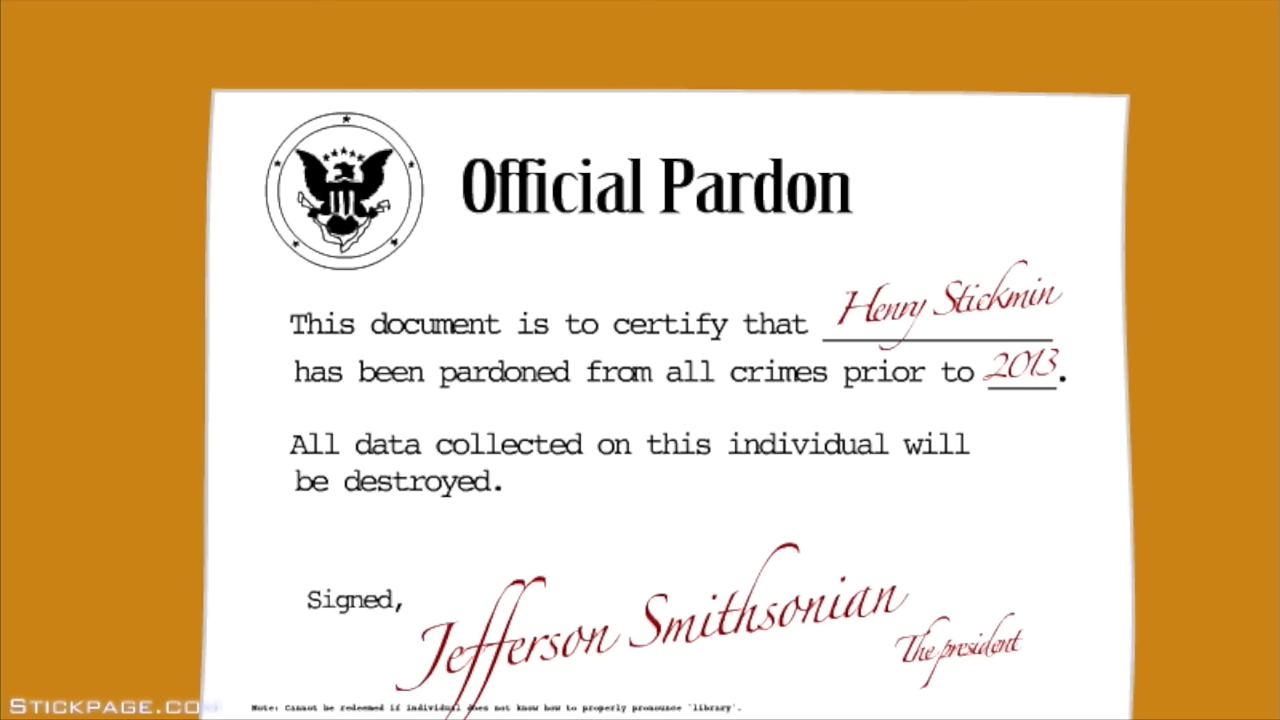 Official Pardon
This document is to certify that Henry Stickmin
has been pardoned from all crimes prior to 2013.
All data collected on this individual will
be destroyed.
Signed, Jefferson Smithsonian The president
STICKPAGE.COM
Note: Cannot be redeemed if individual does not know how to properly pronounce 'library'.